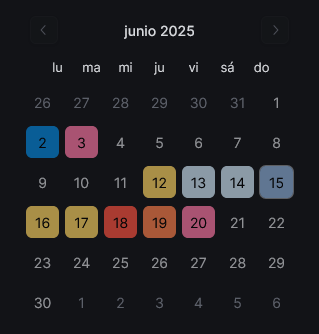 junio 2025
lu ma mi ju vi sá do
26 27 28 29 30 31 1
2 3 4 5 6 7 8
9 10 11 12 13 14 15
16 17 18 19 20 21 22
23 24 25 26 27 28 29
30 1 2 3 4 5 6